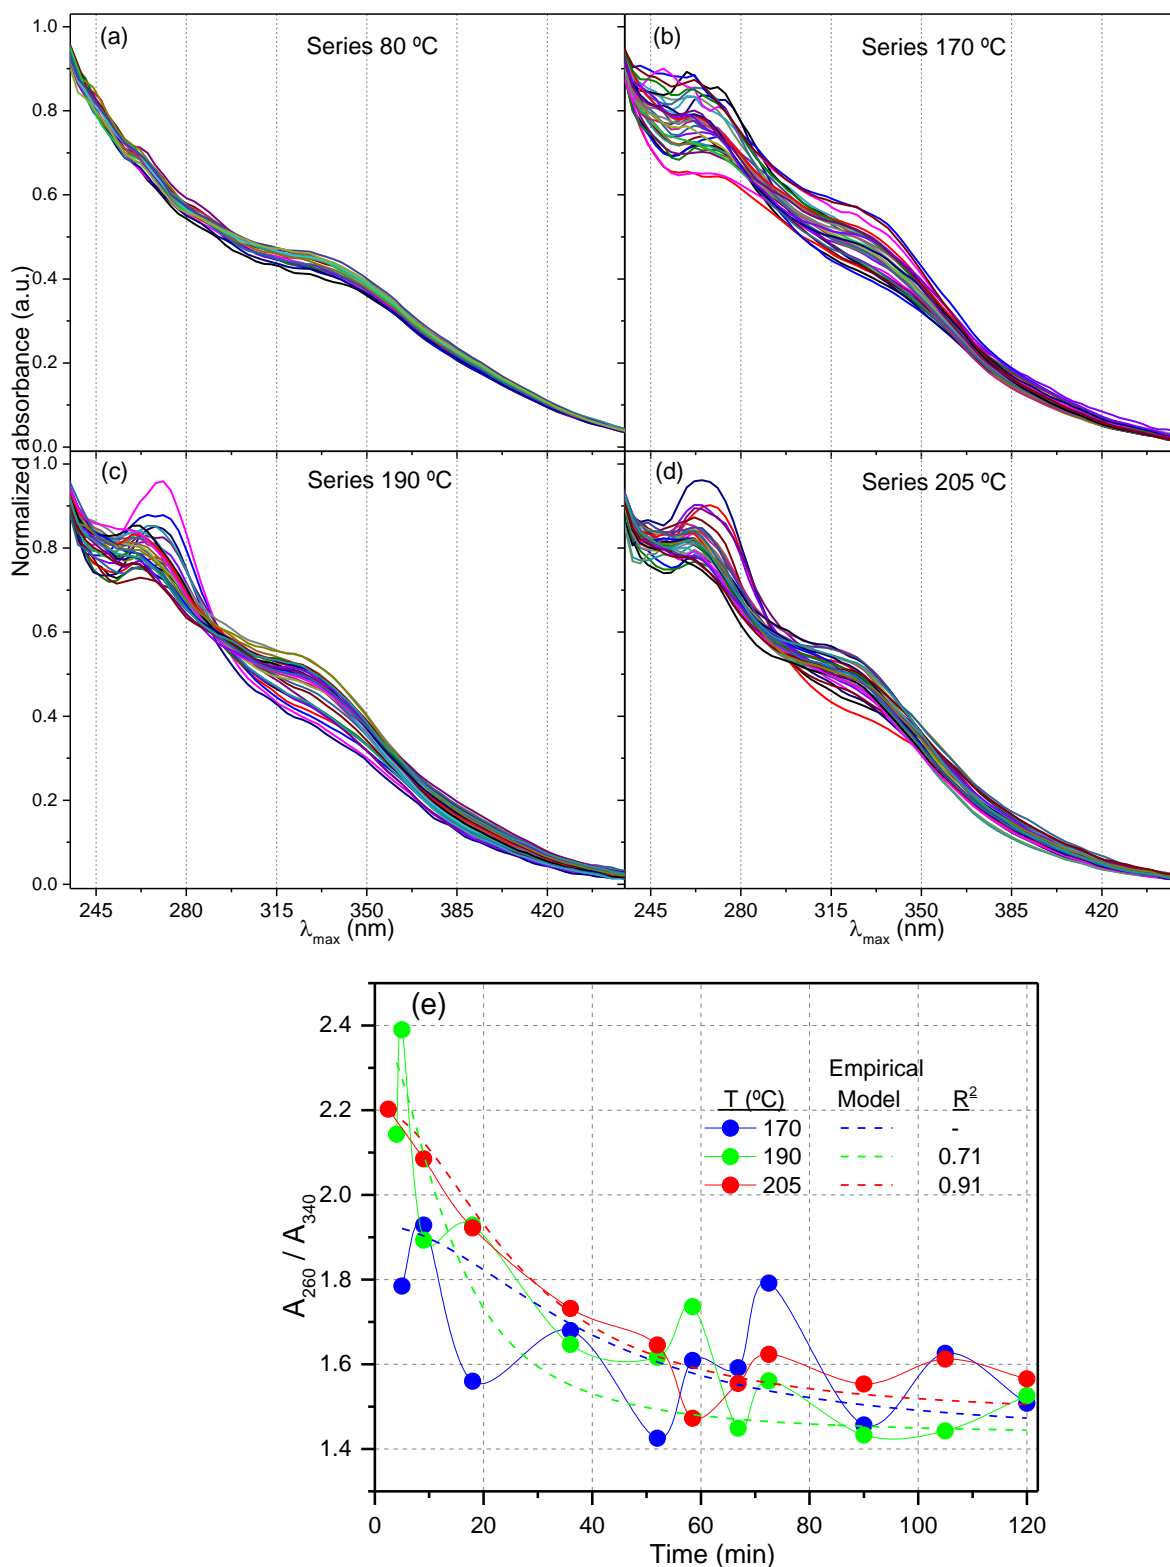 (a)
Series 80 ºC
(b)
Series 170 ºC
1.0
0.8
0.6
0.4
0.2
0.0
Normalized absorbance (a.u.)
(c)
Series 190 ºC
(d)
Series 205 ºC
1.0
0.8
0.6
0.4
0.2
0.0
245 280 315 350 385 420
245 280 315 350 385 420
λmax (nm)
λmax (nm)
(e)
2.4
2.2
2.0
1.8
1.6
1.4
A260 / A340
Empirical
T (ºC) Model R2
170 -
190 0.71
205 0.91
0 20 40 60 80 100 120
Time (min)